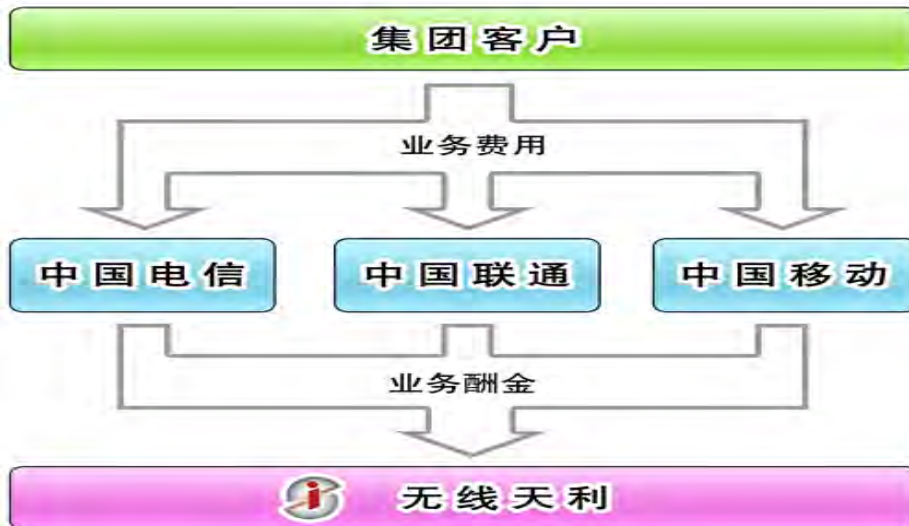 集团客户
业务费用
中国电信 中国联通 中国移动
业务酬金
无线天利